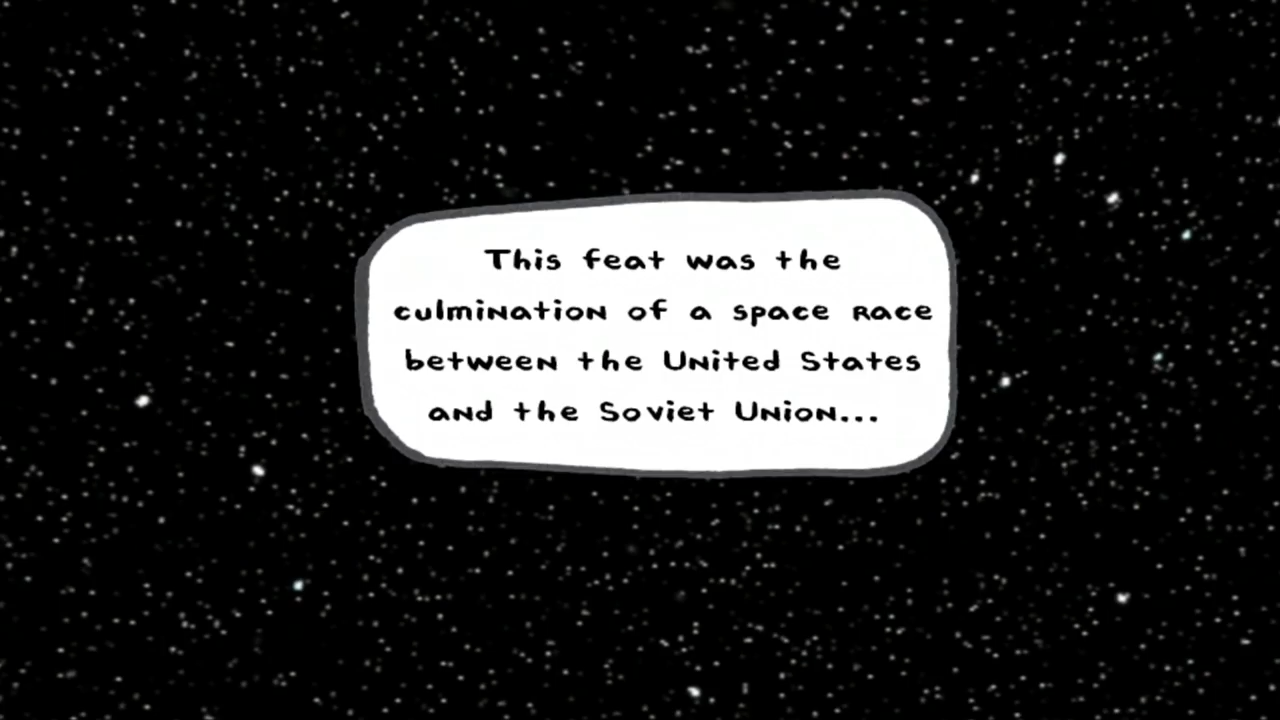 This feat was the
culmination of a space race
between the United States
and the Soviet Union...